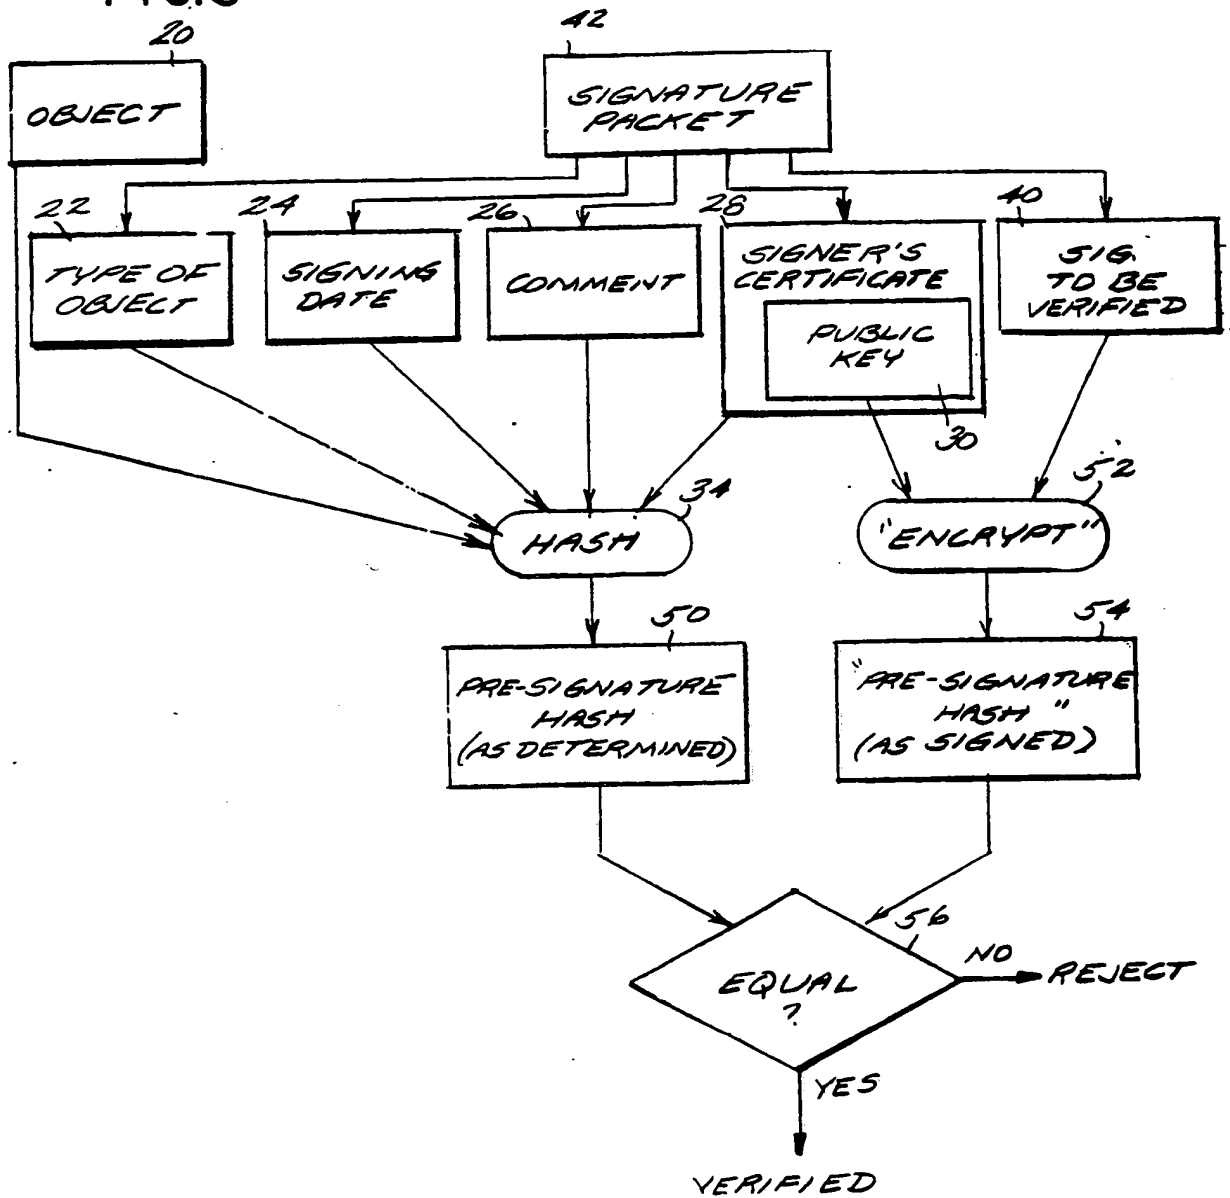 20
42
OBJECT
SIGNATURE
PACKET
22
24
26
28
40
TYPE OF
OBJECT
SIGNING
DATE
COMMENT
SIGNER'S
CERTIFICATE
PUBLIC
KEY
30
SIG.
TO BE
VERIFIED
34
52
HASH
"ENCRYPT"
50
54
PRE-SIGNATURE
HASH
(AS DETERMINED)
"PRE-SIGNATURE
HASH "
(AS SIGNED)
56
EQUAL
?
NO
REJECT
YES
VERIFIED